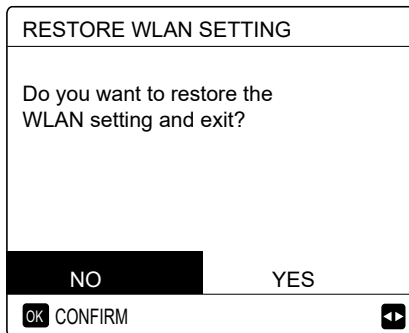 RESTORE WLAN SETTING
Do you want to restore the
WLAN setting and exit?
NO YES
OK CONFIRM